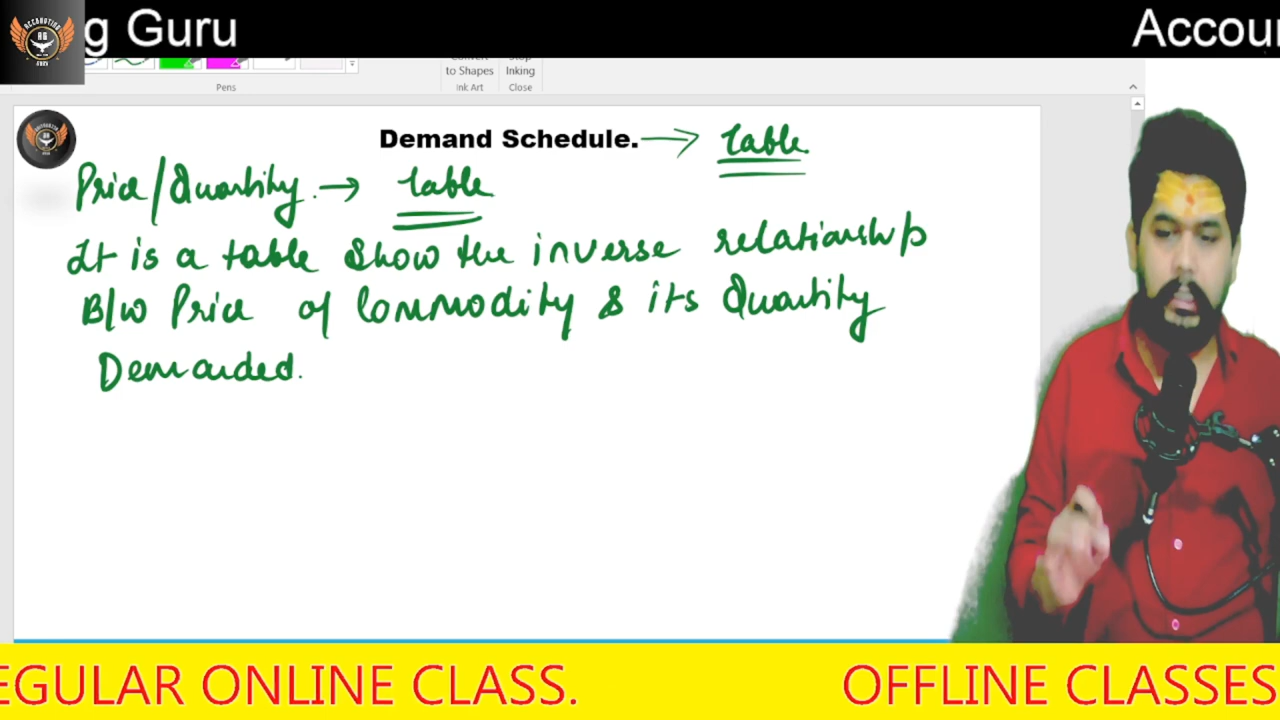 g Guru
Accou
to Shapes
Inking
Pens
Ink Art
Close
Demand Schedule. → table.
Price/Quantity. → table
It is a table show the inverse relationship
B/w Price of Commodity & its Quantity
Demanded.
EGULAR ONLINE CLASS.
OFFLINE CLASSES